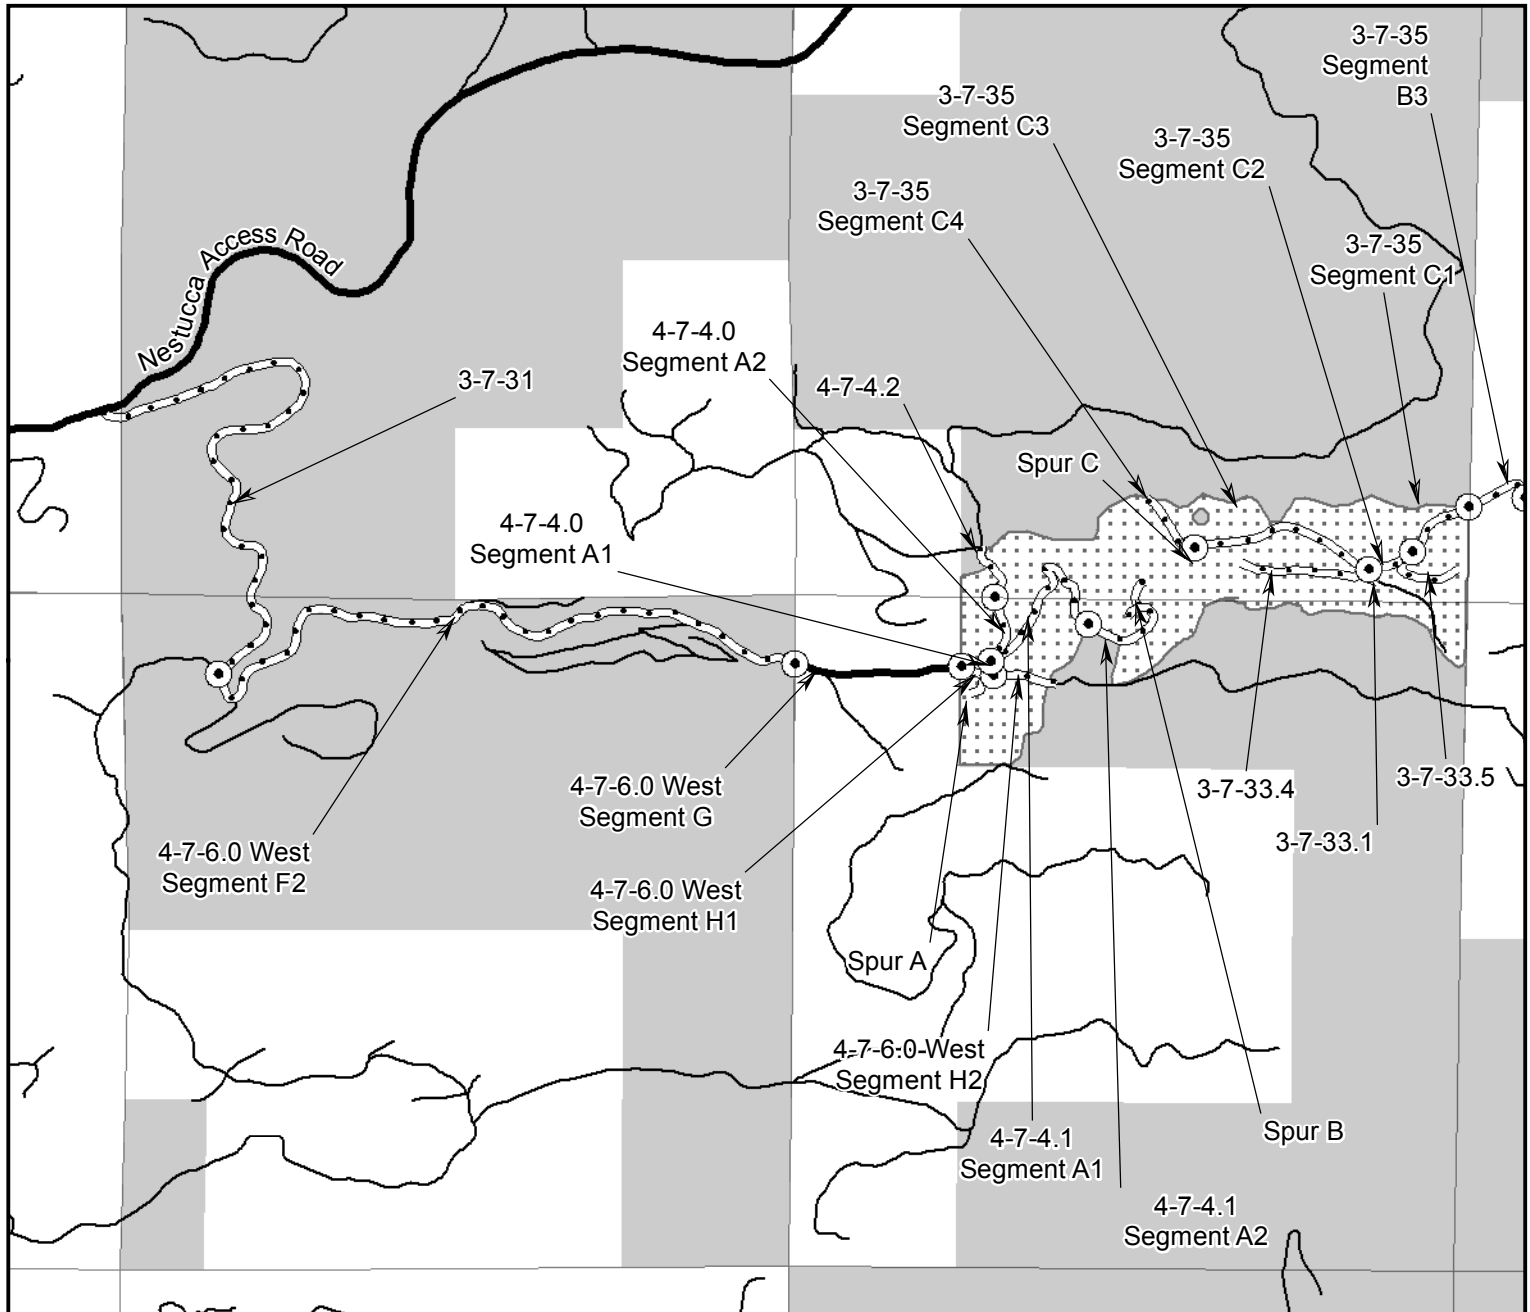 3-7-35
Segment
B3
3-7-35
Segment C3
3-7-35
Segment C2
3-7-35
Segment C4
3-7-35
Segment C1
Nestucca Access Road
4-7-4.0
Segment A2
3-7-31
4-7-4.2
Spur C
4-7-4.0
Segment A1
4-7-6.0 West
Segment G
3-7-33.4
3-7-33.5
3-7-33.1
4-7-6.0 West
Segment F2
4-7-6.0 West
Segment H1
Spur A
4-7-6.0-West
Segment H2
Spur B
4-7-4.1
Segment A1
4-7-4.1
Segment A2